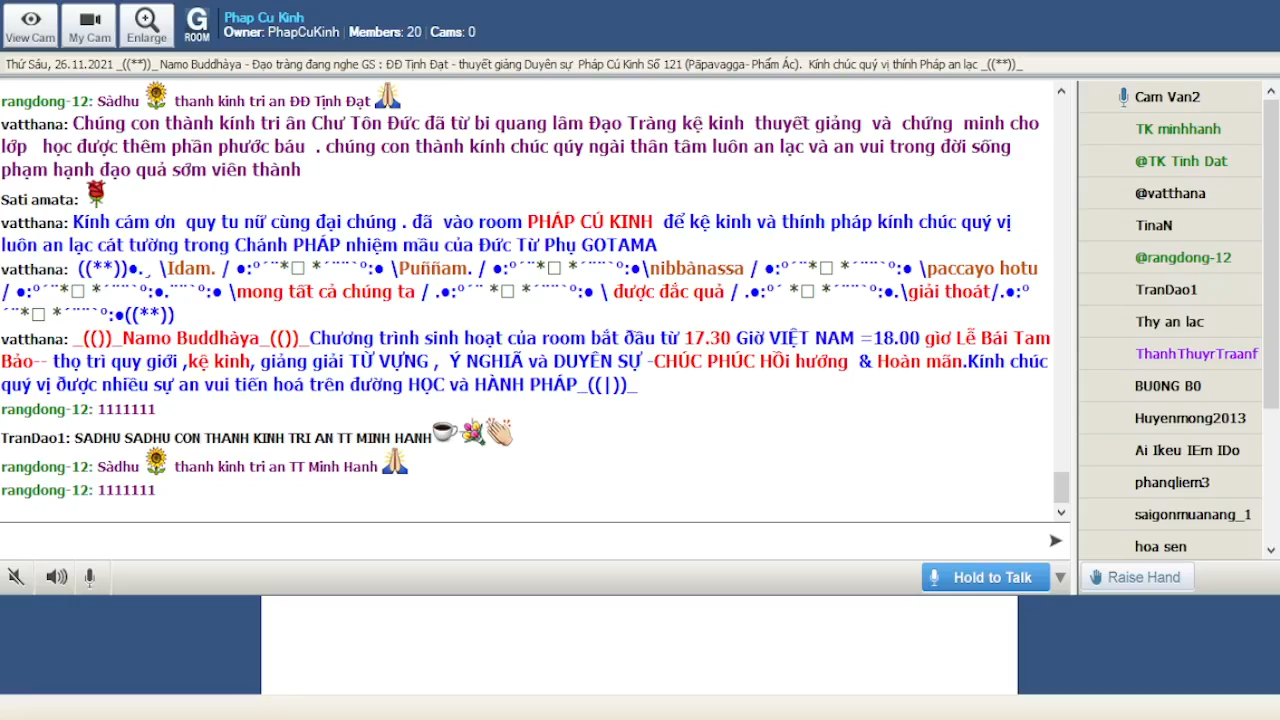 View Cam
My Cam
Enlarge
G
ROOM
Phap Cu Kinh
Owner: PhapCuKinh | Members: 20 | Cams: 0
Thứ Sáu, 26.11.2021 _((**))_ Namo Buddhàya - Đạo tràng đang nghe GS : ĐĐ Tịnh Đạt - thuyết giảng Duyên sự Pháp Cú Kinh Số 121 (Pāpavagga- Phẩm Ác). Kính chúc quý vị thính Pháp an lạc _((**))_
rangdong-12: Sàdhu 🌻 thanh kinh tri an ĐĐ Tịnh Đạt 🙏
vatthana: Chúng con thành kính tri ân Chư Tôn Đức đã từ bi quang lâm Đạo Tràng kệ kinh thuyết giảng và chứng minh cho
lớp học được thêm phần phước báu . chúng con thành kính chúc qúy ngài thân tâm luôn an lạc và an vui trong đời sống
phạm hạnh đạo quả sớm viên thành
Sati amata: 🌹
vatthana: Kính cám ơn quy tu nữ cùng đại chúng . đã vào room PHÁP CÚ KINH để kệ kinh và thính pháp kính chúc quý vị
luôn an lạc cát tường trong Chánh PHÁP nhiệm mầu của Đức Từ Phụ GOTAMA
vatthana: ((**))●.¸ \Idam. / ●:º´¨*□ *´¨¨`º:● \Puññam. / ●:º´¨*□ *´¨¨`º:●\nibbànassa / ●:º´¨*□ *´¨¨`º:● \paccayo hotu
/ ●:º´¨*□ *´¨¨`º:●.¨¨`º:● \mong tất cả chúng ta / .●:º´¨ *□ *´¨¨`º:● \ được đắc quả / .●:º´ *□ *´¨¨`º:●.\giải thoát/.●:º
´¨*□ *´¨¨`º:●((**))
vatthana: _(())_Namo Buddhàya_(())_Chương trình sinh hoạt của room bắt đầu từ 17.30 Giờ VIỆT NAM =18.00 giơ Lễ Bái Tam
Bảo-- thọ trì quy giới ,kệ kinh, giảng giải TỪ VỰNG , Ý NGHIÃ và DUYÊN SỰ -CHÚC PHÚC HỒi hướng & Hoàn mãn.Kính chúc
quý vị được nhiều sự an vui tiến hoá trên đường HỌC và HÀNH PHÁP_((|))_
rangdong-12: 1111111
TranDao1: SADHU SADHU CON THANH KINH TRI AN TT MINH HANH☕💐👏
rangdong-12: Sàdhu 🌻 thanh kinh tri an TT Minh Hanh 🙏
rangdong-12: 1111111
Cam Van2
TK minhhanh
@TK Tinh Dat
@vatthana
TinaN
@rangdong-12
TranDao1
Thy an lac
ThanhThuyrTraanf
BU0NG B0
Huyenmong2013
Ai Ikeu IEm IDo
phanqliem3
saigonmuanang_1
hoa sen
Hold to Talk
Raise Hand